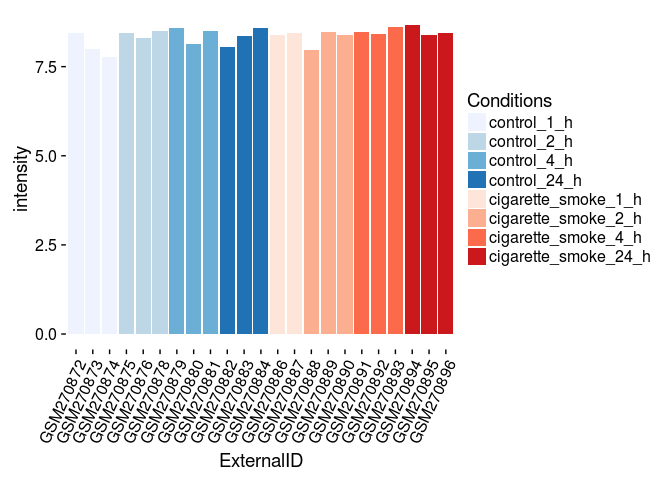 7.5
5.0
2.5
0.0
intensity
GSM270872
GSM270873
GSM270874
GSM270875
GSM270876
GSM270878
GSM270879
GSM270880
GSM270881
GSM270882
GSM270883
GSM270884
GSM270886
GSM270887
GSM270888
GSM270889
GSM270890
GSM270891
GSM270892
GSM270893
GSM270894
GSM270895
GSM270896
ExternalID
Conditions
control_1_h
control_2_h
control_4_h
control_24_h
cigarette_smoke_1_h
cigarette_smoke_2_h
cigarette_smoke_4_h
cigarette_smoke_24_h